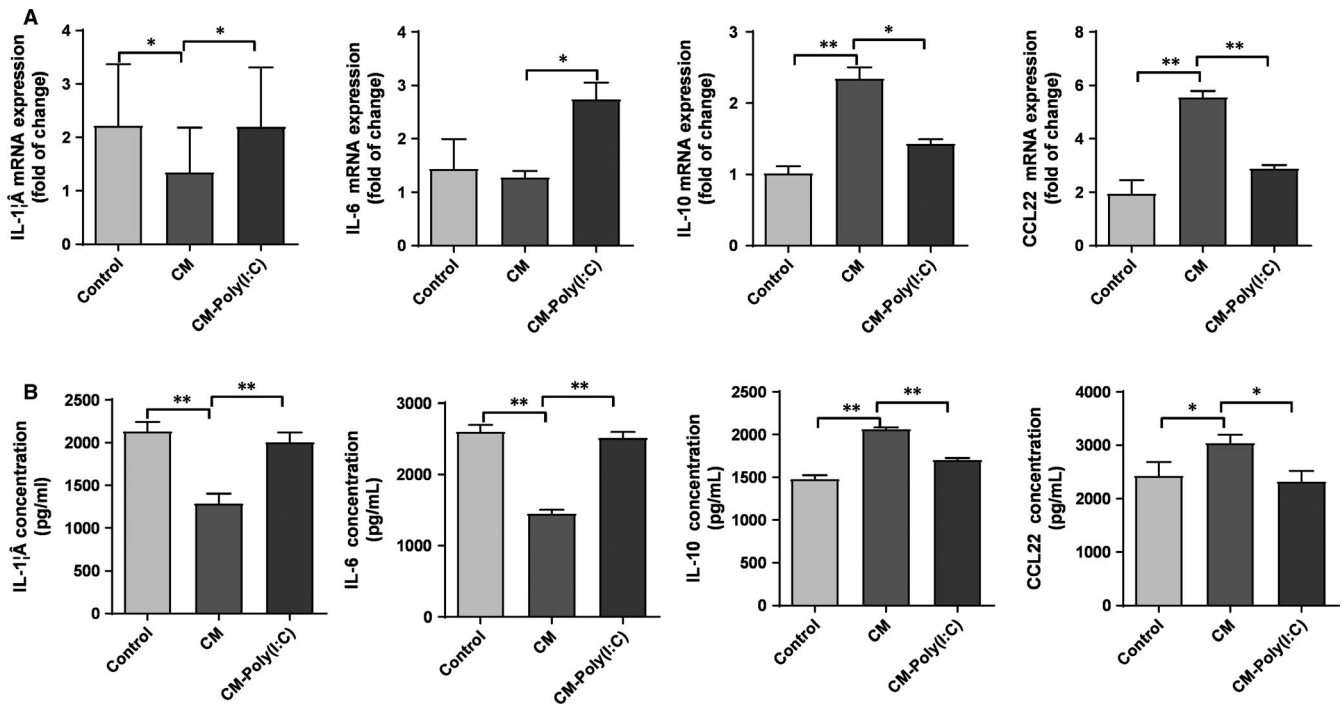 A
IL-1¦Â mRNA expression
(fold of change)
4
3
2
1
0
*
*
Control
CM
CM-Poly(I:C)
IL-6 mRNA expression
(fold of change)
4
3
2
1
0
*
Control
CM
CM-Poly(I:C)
IL-10 mRNA expression
(fold of change)
3
2
1
0
**
*
Control
CM
CM-Poly(I:C)
CCL22 mRNA expression
(fold of change)
8
6
4
2
0
**
**
Control
CM
CM-Poly(I:C)
B
IL-1¦Â concentration
(pg/ml)
2500
2000
1500
1000
500
0
**
**
Control
CM
CM-Poly(I:C)
IL-6 concentration
(pg/mL)
3000
2000
1000
0
**
**
Control
CM
CM-Poly(I:C)
IL-10 concentration
(pg/mL)
2500
2000
1500
1000
500
0
**
**
Control
CM
CM-Poly(I:C)
CCL22 concentration
(pg/mL)
4000
3000
2000
1000
0
*
*
Control
CM
CM-Poly(I:C)